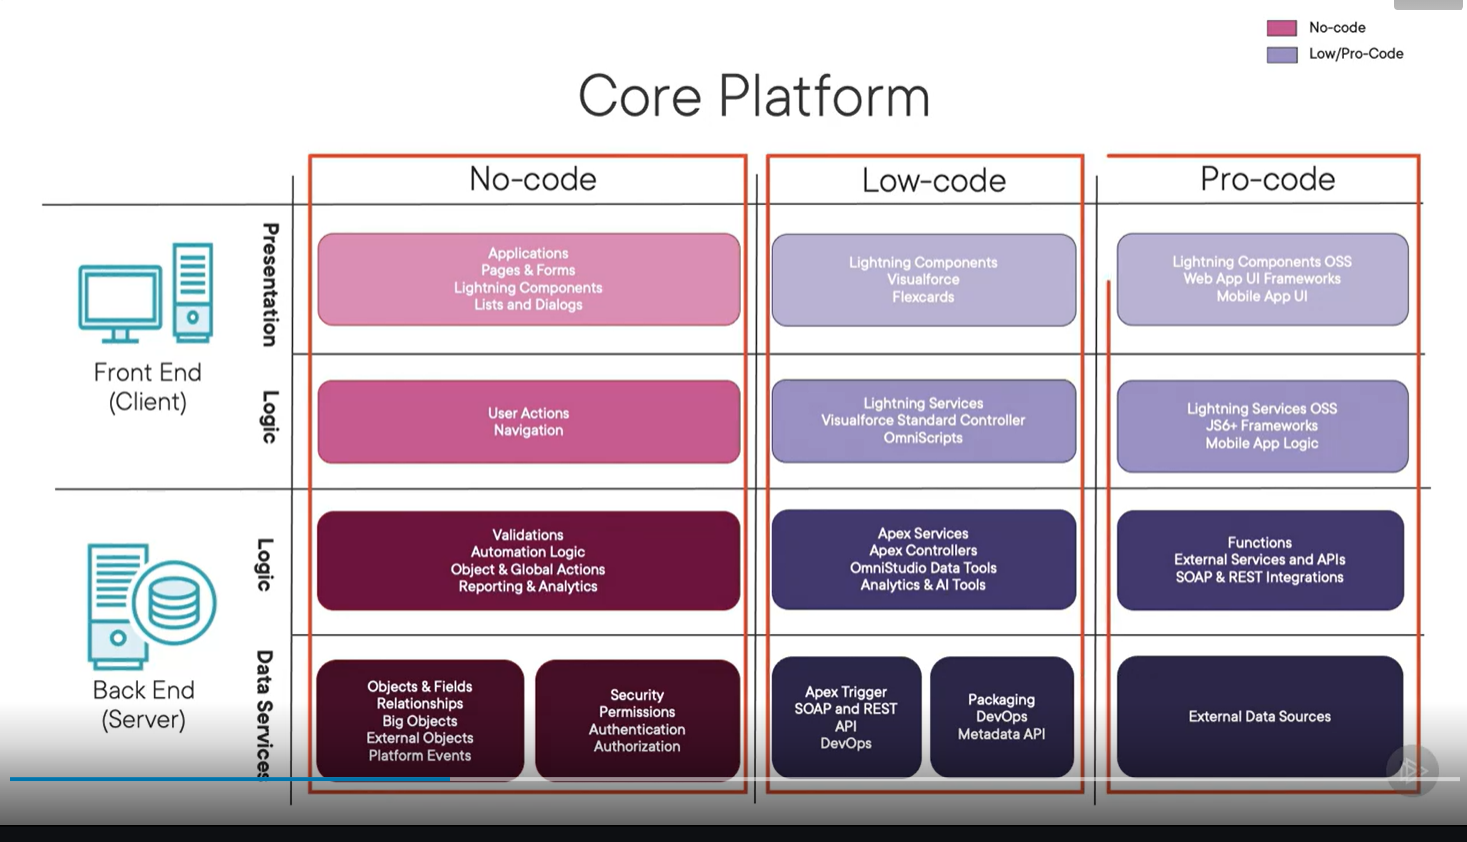 No-code
Low/Pro-Code
Core Platform
No-code
Low-code
Pro-code
Presentation
Applications
Pages & Forms
Lightning Components
Lists and Dialogs
Lightning Components
Visualforce
Flexcards
Lightning Components OSS
Web App UI Frameworks
Mobile App UI
Front End
(Client)
Logic
User Actions
Navigation
Lightning Services
Visualforce Standard Controller
OmniScripts
Lightning Services OSS
JS6+ Frameworks
Mobile App Logic
Logic
Validations
Automation Logic
Object & Global Actions
Reporting & Analytics
Apex Services
Apex Controllers
OmniStudio Data Tools
Analytics & AI Tools
Functions
External Services and APIs
SOAP & REST Integrations
Back End
(Server)
Data Services
Objects & Fields
Relationships
Big Objects
External Objects
Platform Events
Security
Permissions
Authentication
Authorization
Apex Trigger
SOAP and REST
API
DevOps
Packaging
DevOps
Metadata API
External Data Sources